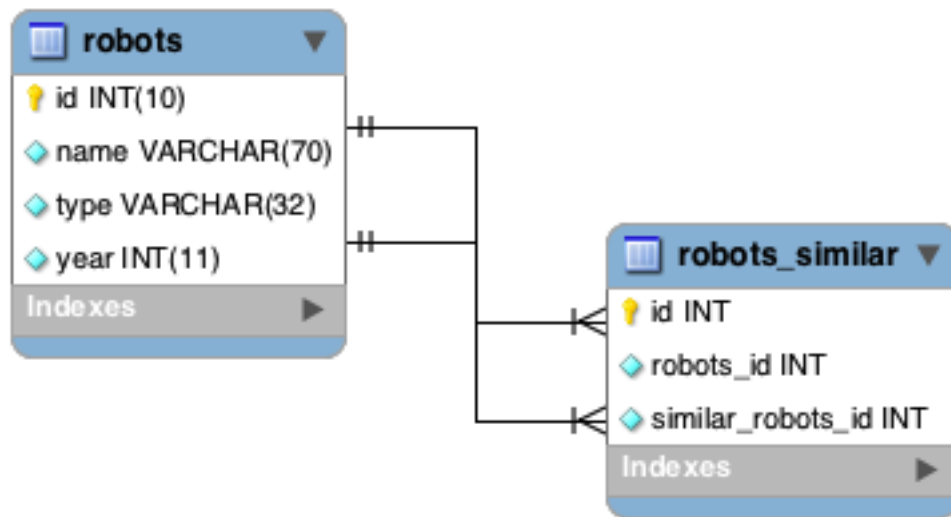 robots
id INT(10)
name VARCHAR(70)
type VARCHAR(32)
year INT(11)
Indexes
robots_similar
id INT
robots_id INT
similar_robots_id INT
Indexes